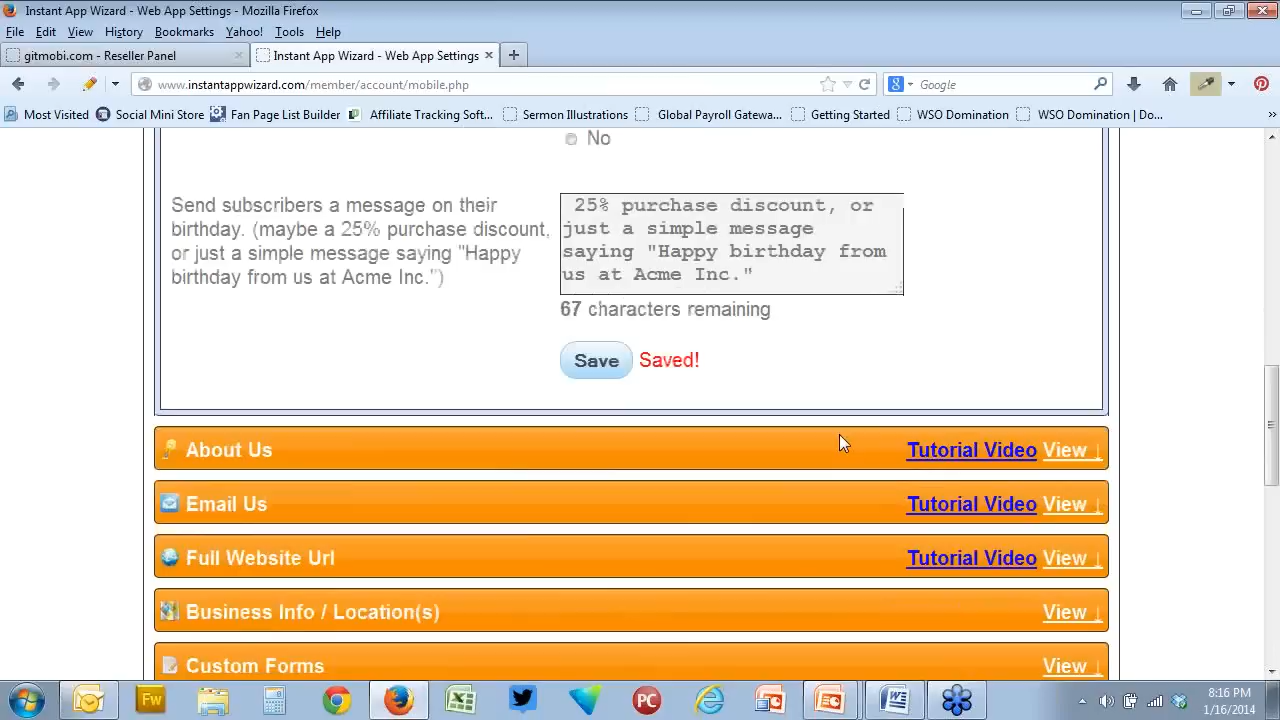 Instant App Wizard - Web App Settings - Mozilla Firefox
File Edit View History Bookmarks Yahoo! Tools Help
gitmobi.com - Reseller Panel × Instant App Wizard - Web App Settings × +
www.instantappwizard.com/member/account/mobile.php Google
Most Visited Social Mini Store Fan Page List Builder Affiliate Tracking Soft... Sermon Illustrations Global Payroll Gatewa... Getting Started WSO Domination WSO Domination | Do... »
No
Send subscribers a message on their
birthday. (maybe a 25% purchase discount,
or just a simple message saying "Happy
birthday from us at Acme Inc.")
25% purchase discount, or
just a simple message
saying "Happy birthday from
us at Acme Inc."
67 characters remaining
Save Saved!
About Us Tutorial Video View ↓
Email Us Tutorial Video View ↓
Full Website Url Tutorial Video View ↓
Business Info / Location(s) View ↓
Custom Forms View ↓
Fw PC
8:16 PM
1/16/2014